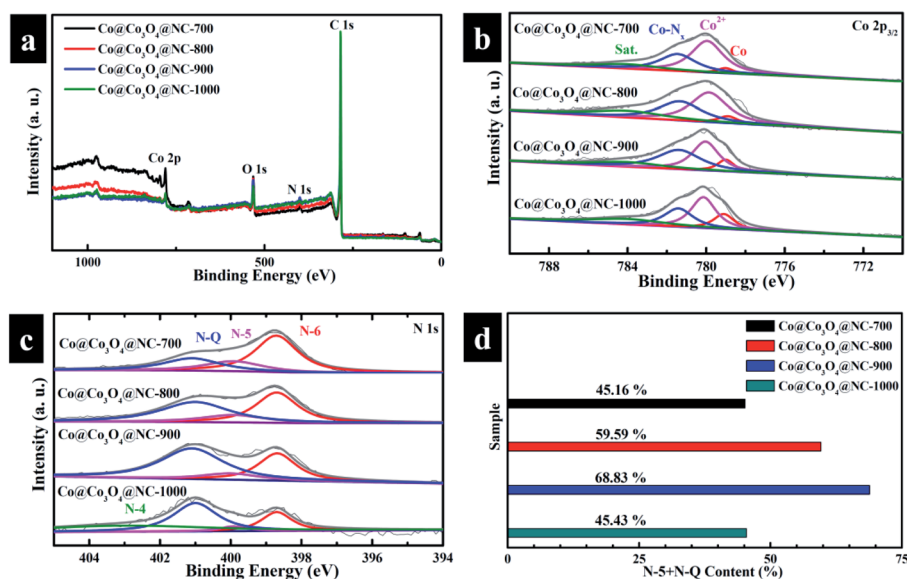 a
Co@Co₃O₄@NC-700
Co@Co₃O₄@NC-800
Co@Co₃O₄@NC-900
Co@Co₃O₄@NC-1000
C 1s
Co 2p
O 1s
N 1s
Intensity (a. u.)
1000
500
0
Binding Energy (eV)
b
Co@Co₃O₄@NC-700
Co-Nₓ
Co²⁺
Co 2p₃/₂
Sat.
Co
Co@Co₃O₄@NC-800
Co@Co₃O₄@NC-900
Co@Co₃O₄@NC-1000
Intensity (a. u.)
788
784
780
776
772
Binding Energy (eV)
c
N-Q
N-5
N-6
N 1s
Co@Co₃O₄@NC-700
Co@Co₃O₄@NC-800
Co@Co₃O₄@NC-900
Co@Co₃O₄@NC-1000
N-4
Intensity (a. u.)
404
402
400
398
396
394
Binding Energy (eV)
d
Co@Co₃O₄@NC-700
Co@Co₃O₄@NC-800
Co@Co₃O₄@NC-900
Co@Co₃O₄@NC-1000
45.16 %
59.59 %
68.83 %
45.43 %
Sample
0
25
50
75
N-5+N-Q Content (%)